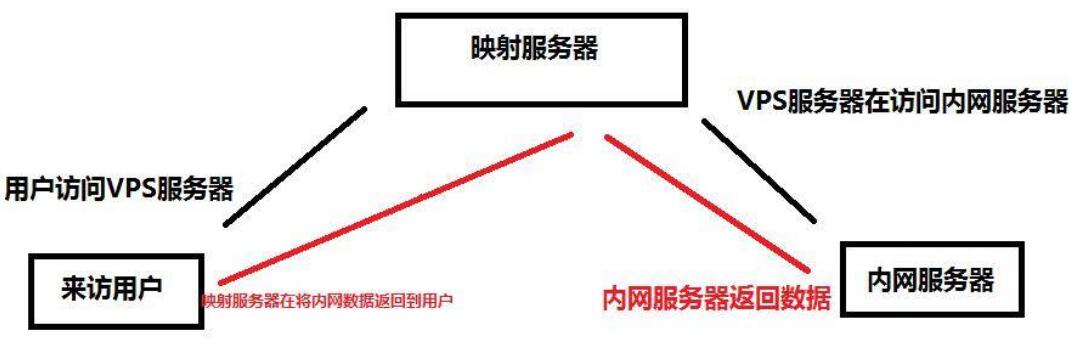 映射服务器
VPS服务器在访问内网服务器
用户访问VPS服务器
来访用户
映射服务器在将内网数据返回到用户
内网服务器返回数据
内网服务器